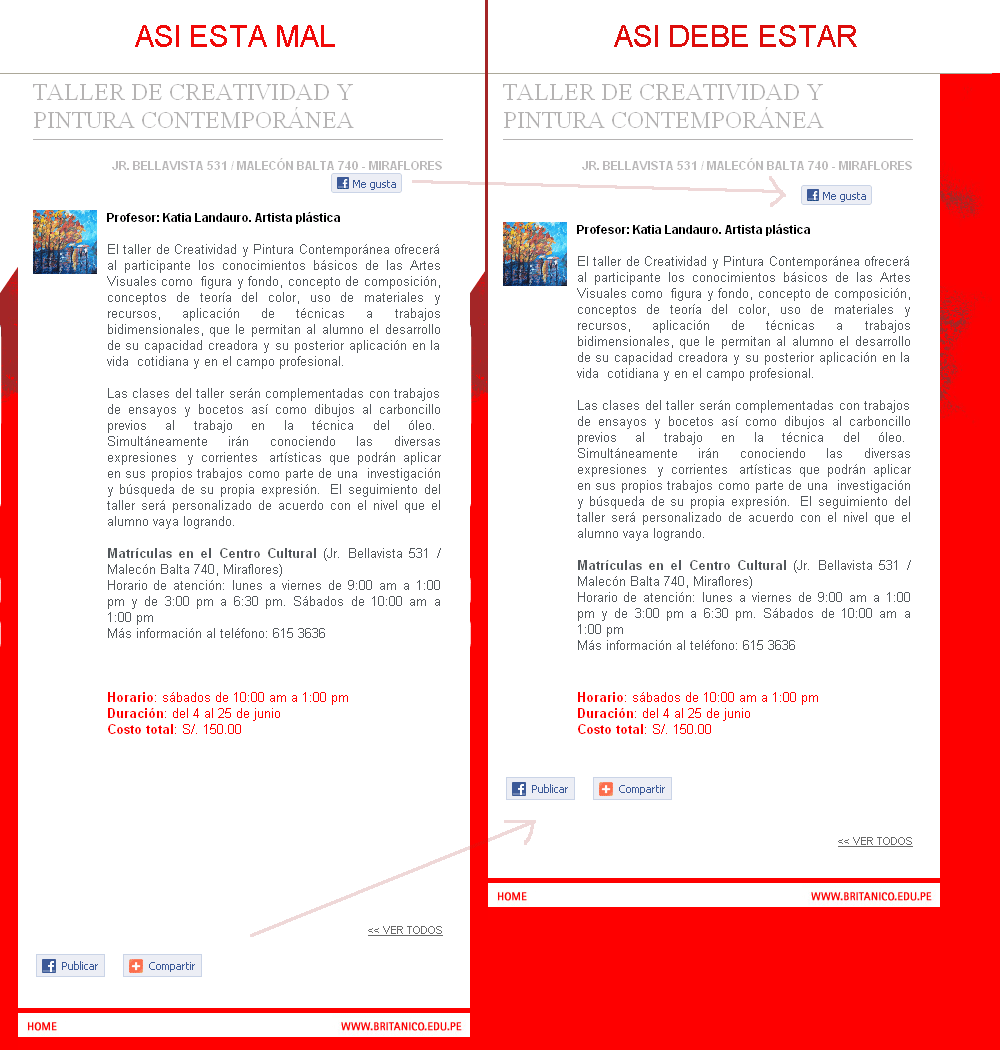 ASI ESTA MAL
TALLER DE CREATIVIDAD Y
PINTURA CONTEMPORÁNEA
JR. BELLAVISTA 531 / MALECÓN BALTA 740 - MIRAFLORES
Me gusta
Profesor: Katia Landauro. Artista plástica
El taller de Creatividad y Pintura Contemporánea ofrecerá
al participante los conocimientos básicos de las Artes
Visuales como figura y fondo, concepto de composición,
conceptos de teoría del color, uso de materiales y
recursos, aplicación de técnicas a trabajos
bidimensionales, que le permitan al alumno el desarrollo
de su capacidad creadora y su posterior aplicación en la
vida cotidiana y en el campo profesional.
Las clases del taller serán complementadas con trabajos
de ensayos y bocetos así como dibujos al carboncillo
previos al trabajo en la técnica del óleo.
Simultáneamente irán conociendo las diversas
expresiones y corrientes artísticas que podrán aplicar
en sus propios trabajos como parte de una investigación
y búsqueda de su propia expresión. El seguimiento del
taller será personalizado de acuerdo con el nivel que el
alumno vaya logrando.
Matrículas en el Centro Cultural (Jr. Bellavista 531 /
Malecón Balta 740, Miraflores)
Horario de atención: lunes a viernes de 9:00 am a 1:00
pm y de 3:00 pm a 6:30 pm. Sábados de 10:00 am a
1:00 pm
Más información al teléfono: 615 3636
Horario: sábados de 10:00 am a 1:00 pm
Duración: del 4 al 25 de junio
Costo total: S/. 150.00
<< VER TODOS
Publicar Compartir
HOME WWW.BRITANICO.EDU.PE
ASI DEBE ESTAR
TALLER DE CREATIVIDAD Y
PINTURA CONTEMPORÁNEA
JR. BELLAVISTA 531 / MALECÓN BALTA 740 - MIRAFLORES
Me gusta
Profesor: Katia Landauro. Artista plástica
El taller de Creatividad y Pintura Contemporánea ofrecerá
al participante los conocimientos básicos de las Artes
Visuales como figura y fondo, concepto de composición,
conceptos de teoría del color, uso de materiales y
recursos, aplicación de técnicas a trabajos
bidimensionales, que le permitan al alumno el desarrollo
de su capacidad creadora y su posterior aplicación en la
vida cotidiana y en el campo profesional.
Las clases del taller serán complementadas con trabajos
de ensayos y bocetos así como dibujos al carboncillo
previos al trabajo en la técnica del óleo.
Simultáneamente irán conociendo las diversas
expresiones y corrientes artísticas que podrán aplicar
en sus propios trabajos como parte de una investigación
y búsqueda de su propia expresión. El seguimiento del
taller será personalizado de acuerdo con el nivel que el
alumno vaya logrando.
Matrículas en el Centro Cultural (Jr. Bellavista 531 /
Malecón Balta 740, Miraflores)
Horario de atención: lunes a viernes de 9:00 am a 1:00
pm y de 3:00 pm a 6:30 pm. Sábados de 10:00 am a
1:00 pm
Más información al teléfono: 615 3636
Horario: sábados de 10:00 am a 1:00 pm
Duración: del 4 al 25 de junio
Costo total: S/. 150.00
Publicar Compartir
<< VER TODOS
HOME WWW.BRITANICO.EDU.PE